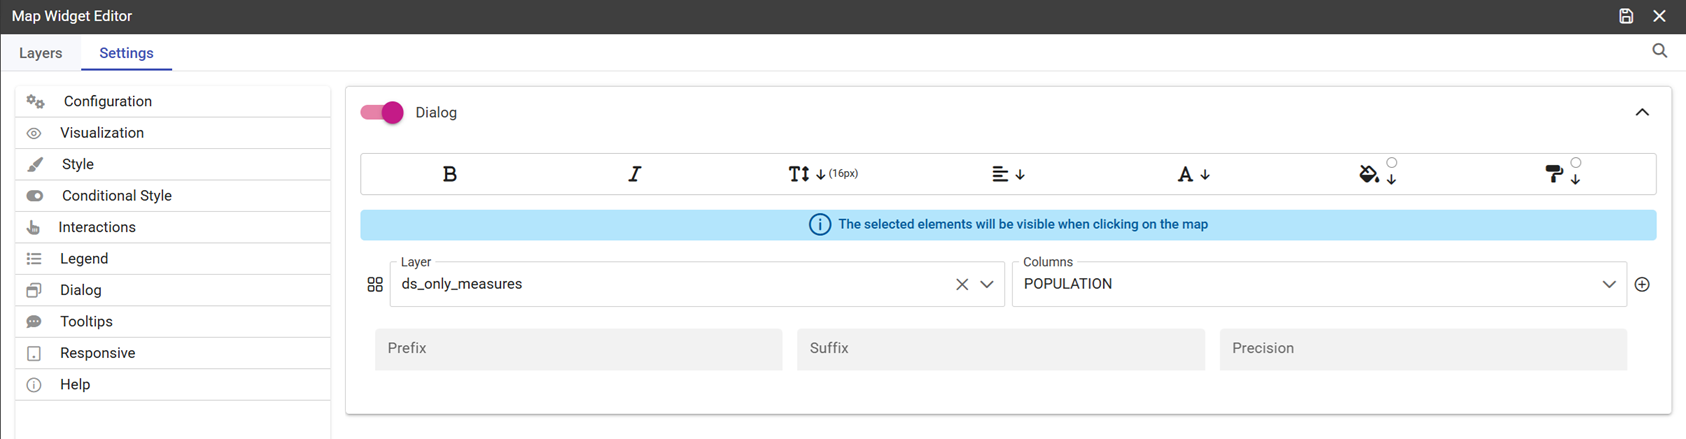 Map Widget Editor
Layers
Settings
Configuration
Visualization
Style
Conditional Style
Interactions
Legend
Dialog
Tooltips
Responsive
Help
Dialog
B I T (16px) A
The selected elements will be visible when clicking on the map
Layer
ds_only_measures
Columns
POPULATION
Prefix
Suffix
Precision